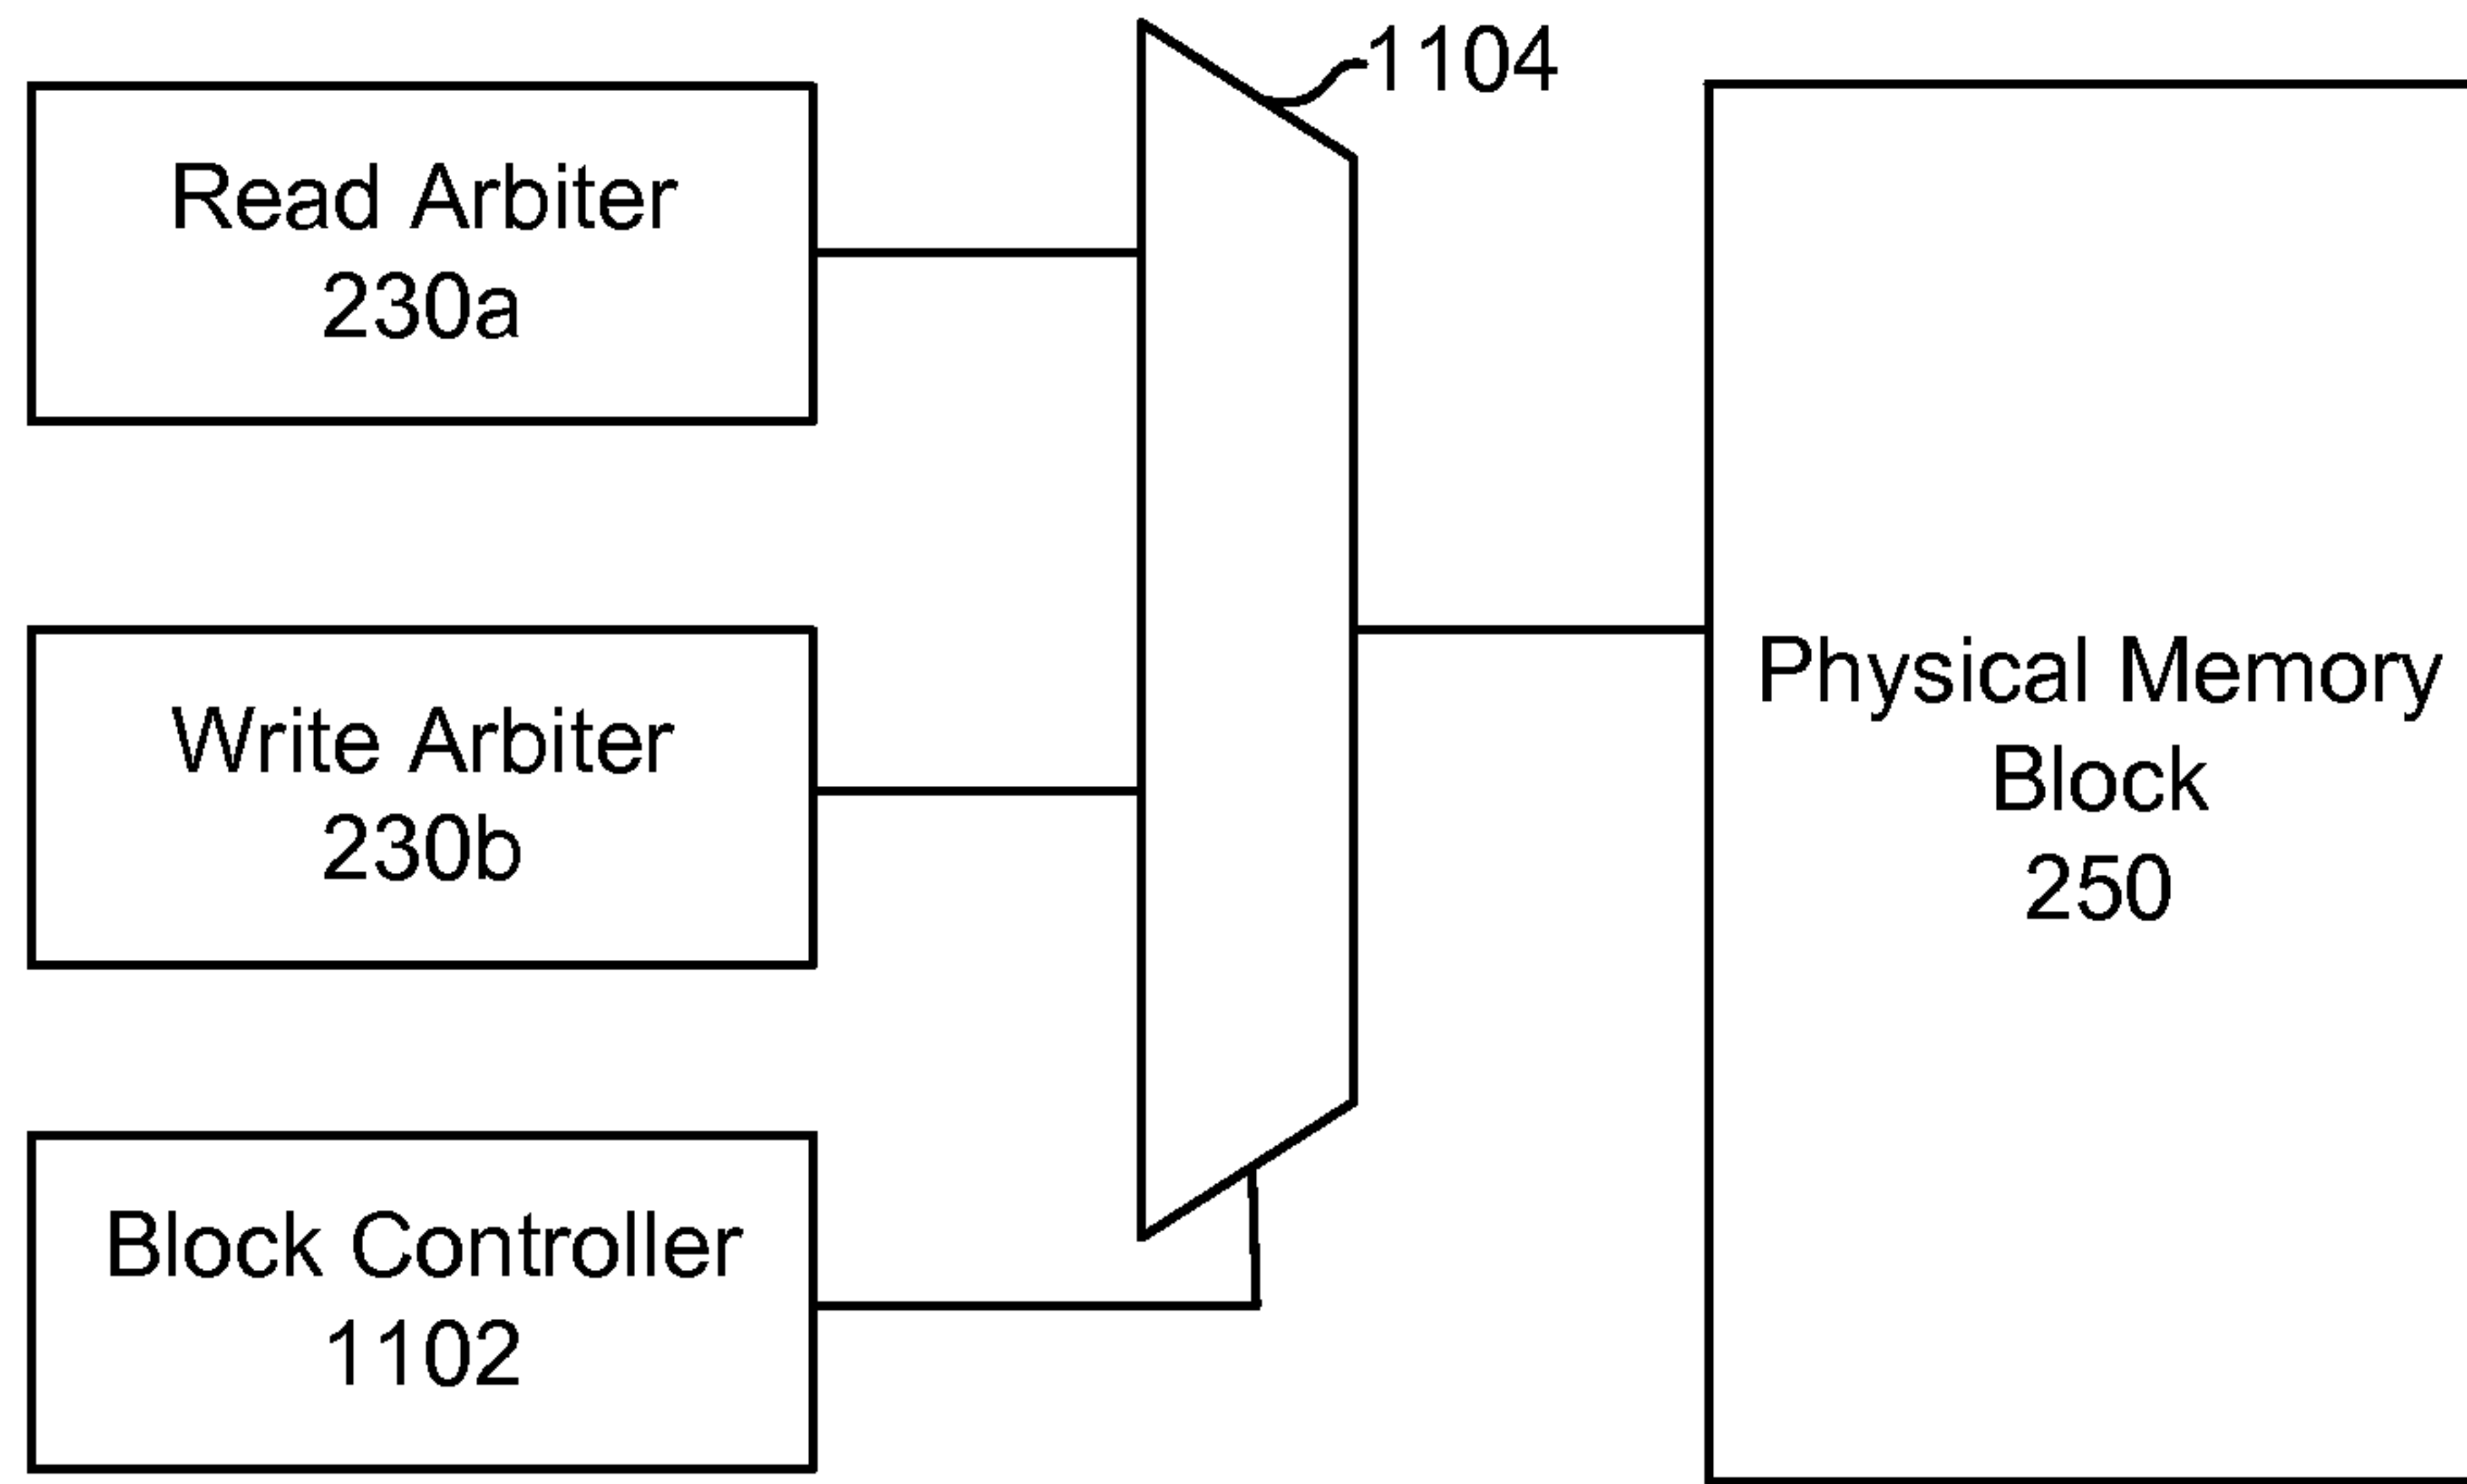 1104
Read Arbiter
230a
Write Arbiter
230b
Physical Memory
Block
250
Block Controller
1102